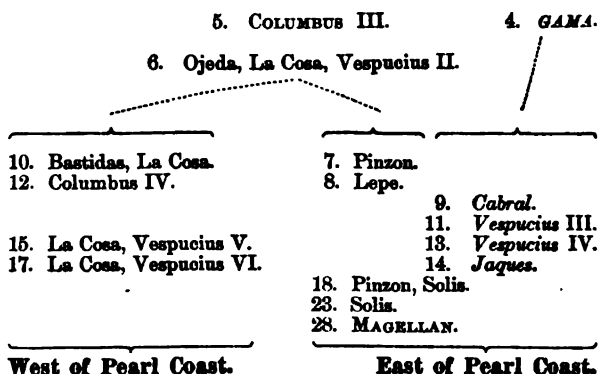 5. COLUMBUS III. 4. GAMA.
6. Ojeda, La Cosa, Vespucius II.
10. Bastidas, La Cosa. 7. Pinzon.
12. Columbus IV. 8. Lepe.
9. Cabral.
11. Vespucius III.
15. La Cosa, Vespucius V. 13. Vespucius IV.
17. La Cosa, Vespucius VI. 14. Jaques.
18. Pinzon, Solis.
23. Solis.
28. MAGELLAN.
West of Pearl Coast. East of Pearl Coast.